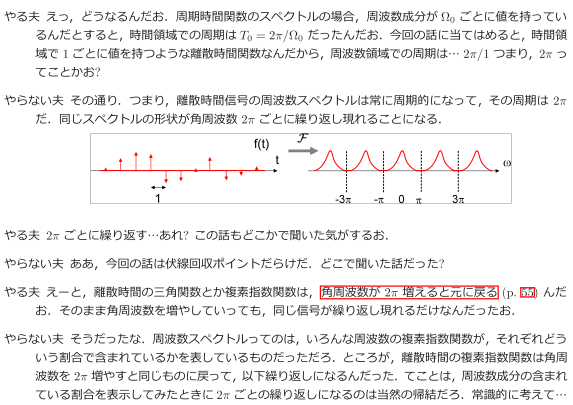 やる夫 えっ，どうなるんだお．周期時間関数のスペクトルの場合，周波数成分が Ω₀ ごとに値を持ってい
るんだとすると，時間領域での周期は T₀ = 2π/Ω₀ だったんだお．今回の話に当てはめると，時間領
域で 1 ごとに値を持つような離散時間関数なんだから，周波数領域での周期は… 2π/1 つまり，2π っ
てことかお?
やらない夫 その通り．つまり，離散時間信号の周波数スペクトルは常に周期的になって，その周期は 2π
だ．同じスペクトルの形状が角周波数 2π ごとに繰り返し現れることになる．
f(t)
ℱ
t
ω
1
-3π -π 0 π 3π
やる夫 2π ごとに繰り返す…あれ? この話もどこかで聞いた気がするお．
やらない夫 ああ，今回の話は伏線回収ポイントだらけだ．どこで聞いた話だった?
やる夫 えーと，離散時間の三角関数とか複素指数関数は，角周波数が 2π 増えると元に戻る (p. 55) んだ
お．そのまま角周波数を増やしていっても，同じ信号が繰り返し現れるだけなんだったお．
やらない夫 そうだったな．周波数スペクトルってのは，いろんな周波数の複素指数関数が，それぞれどう
いう割合で含まれているかを表しているものだっただろ．ところが，離散時間の複素指数関数は角周
波数を 2π 増やすと同じものに戻って，以下繰り返しになるんだった．てことは，周波数成分の含まれ
ている割合を表示してみたときに 2π ごとの繰り返しになるのは当然の帰結だろ．常識的に考えて…